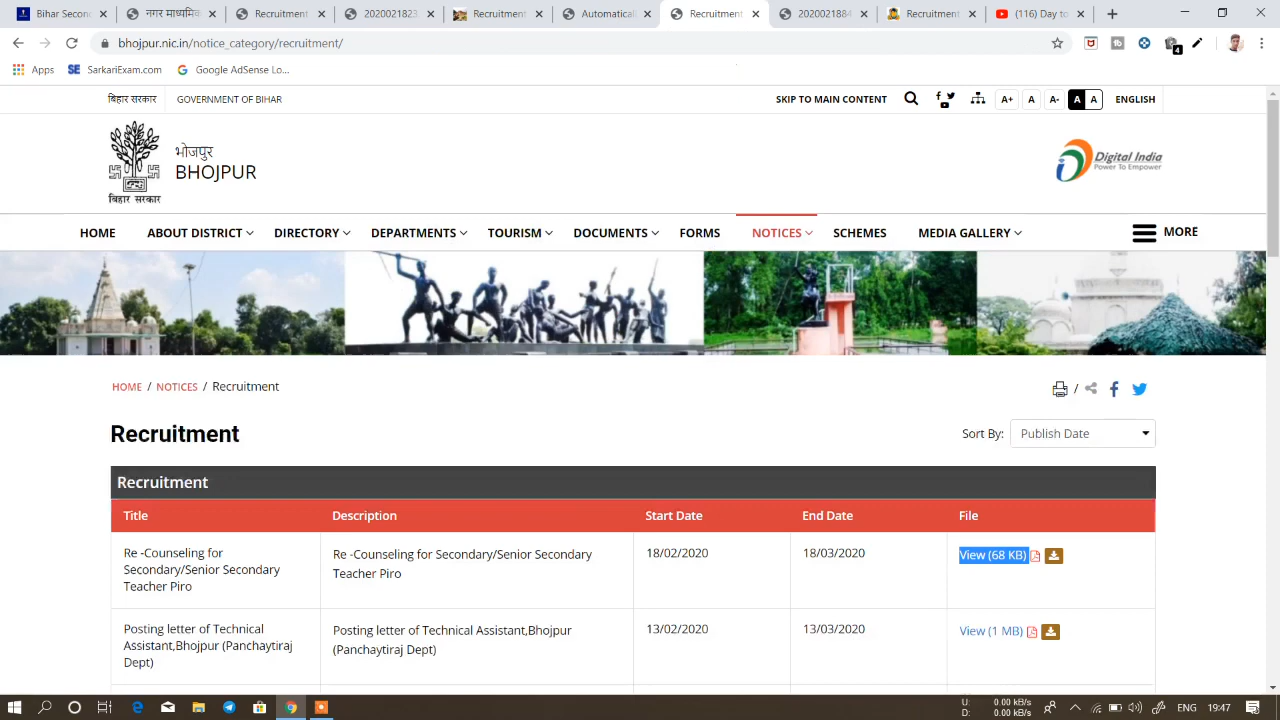 Bihar Second
नगर माध्यमिक
Recruitment
2020021823
Recruitment
Automatical
Recruitment
2020021884
Recruitment
(116) Day to
bhojpur.nic.in/notice_category/recruitment/
4
Apps
SarkariExam.com
Google AdSense Lo...
बिहार सरकार
GOVERNMENT OF BIHAR
SKIP TO MAIN CONTENT
A+
A
A-
A
A
ENGLISH
भोजपुर
BHOJPUR
बिहार सरकार
Digital India
Power To Empower
HOME
ABOUT DISTRICT
DIRECTORY
DEPARTMENTS
TOURISM
DOCUMENTS
FORMS
NOTICES
SCHEMES
MEDIA GALLERY
MORE
HOME / NOTICES / Recruitment
/
Recruitment
Sort By:
Publish Date
Recruitment
Title
Description
Start Date
End Date
File
Re -Counseling for
Secondary/Senior Secondary
Teacher Piro
Re -Counseling for Secondary/Senior Secondary
Teacher Piro
18/02/2020
18/03/2020
View (68 KB)
Posting letter of Technical
Assistant,Bhojpur (Panchaytiraj
Dept)
Posting letter of Technical Assistant,Bhojpur
(Panchaytiraj Dept)
13/02/2020
13/03/2020
View (1 MB)
U: 0.00 kB/s
D: 0.00 kB/s
ENG
19:47